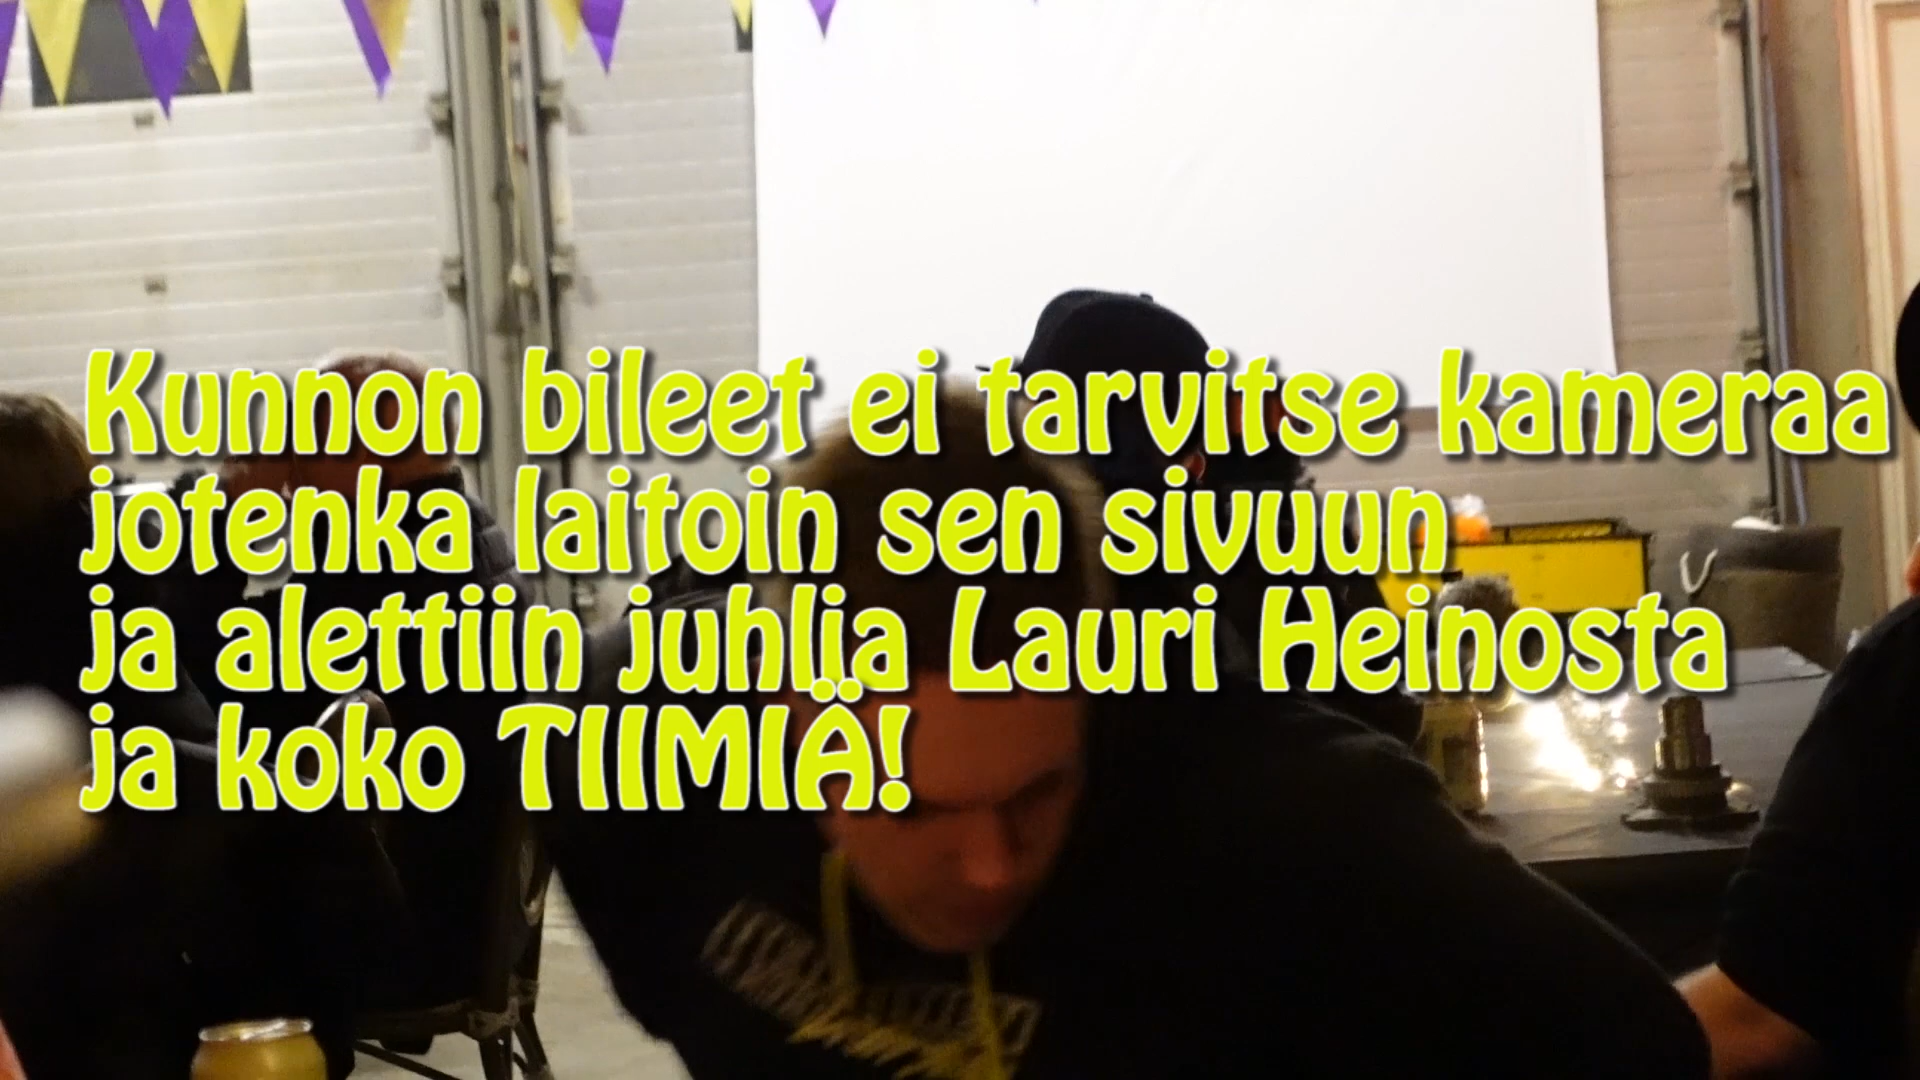 Kunnon bileet ei tarvitse kameraa
jotenka laitoin sen sivuun
ja alettiin juhlia Lauri Heinosta
ja koko TIIMIÄ!